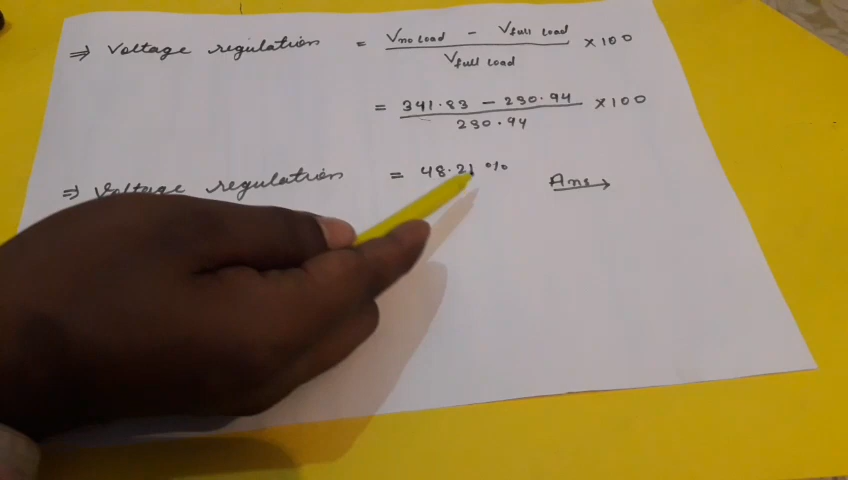 ⇒ Voltage regulation = (V no load - V full load) / V full load × 100
= (341.83 - 230.94) / 230.94 × 100
⇒ Voltage regulation = 48.21 % Ans →